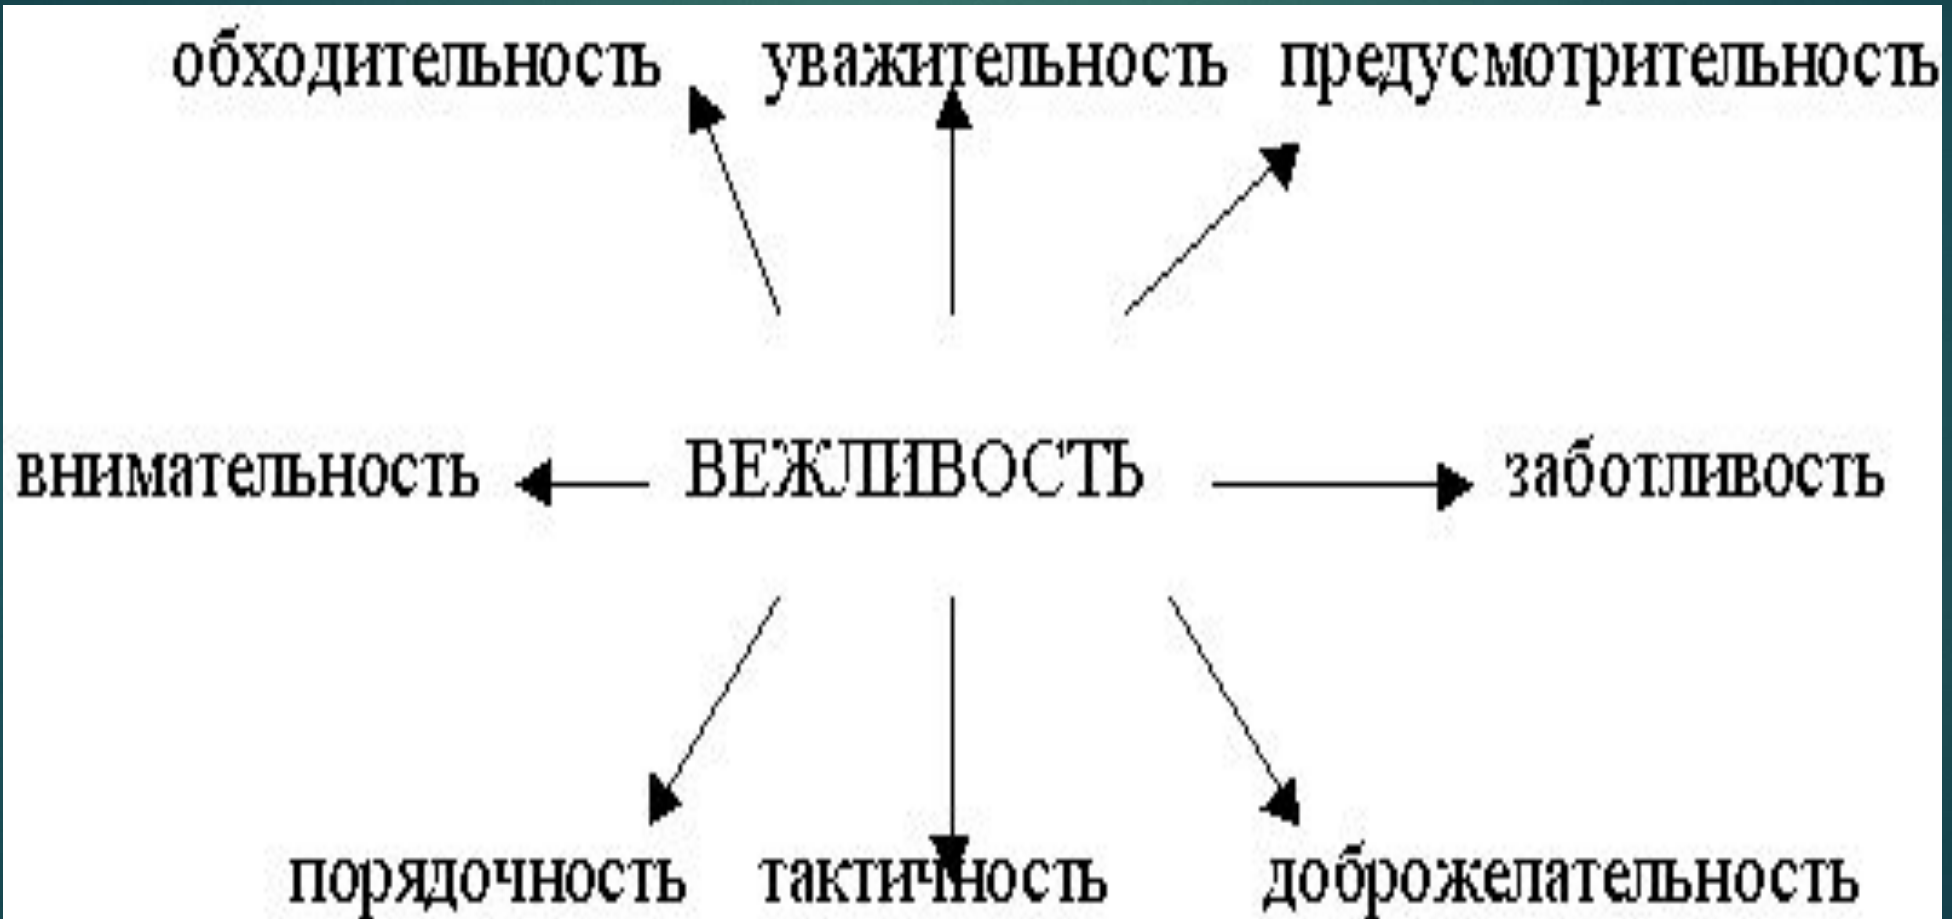 обходительность уважительность предусмотрительность
внимательность ВЕЖЛИВОСТЬ заботливость
порядочность тактичность доброжелательность